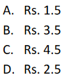 A. Rs. 1.5
B. Rs. 3.5
C. Rs. 4.5
D. Rs. 2.5